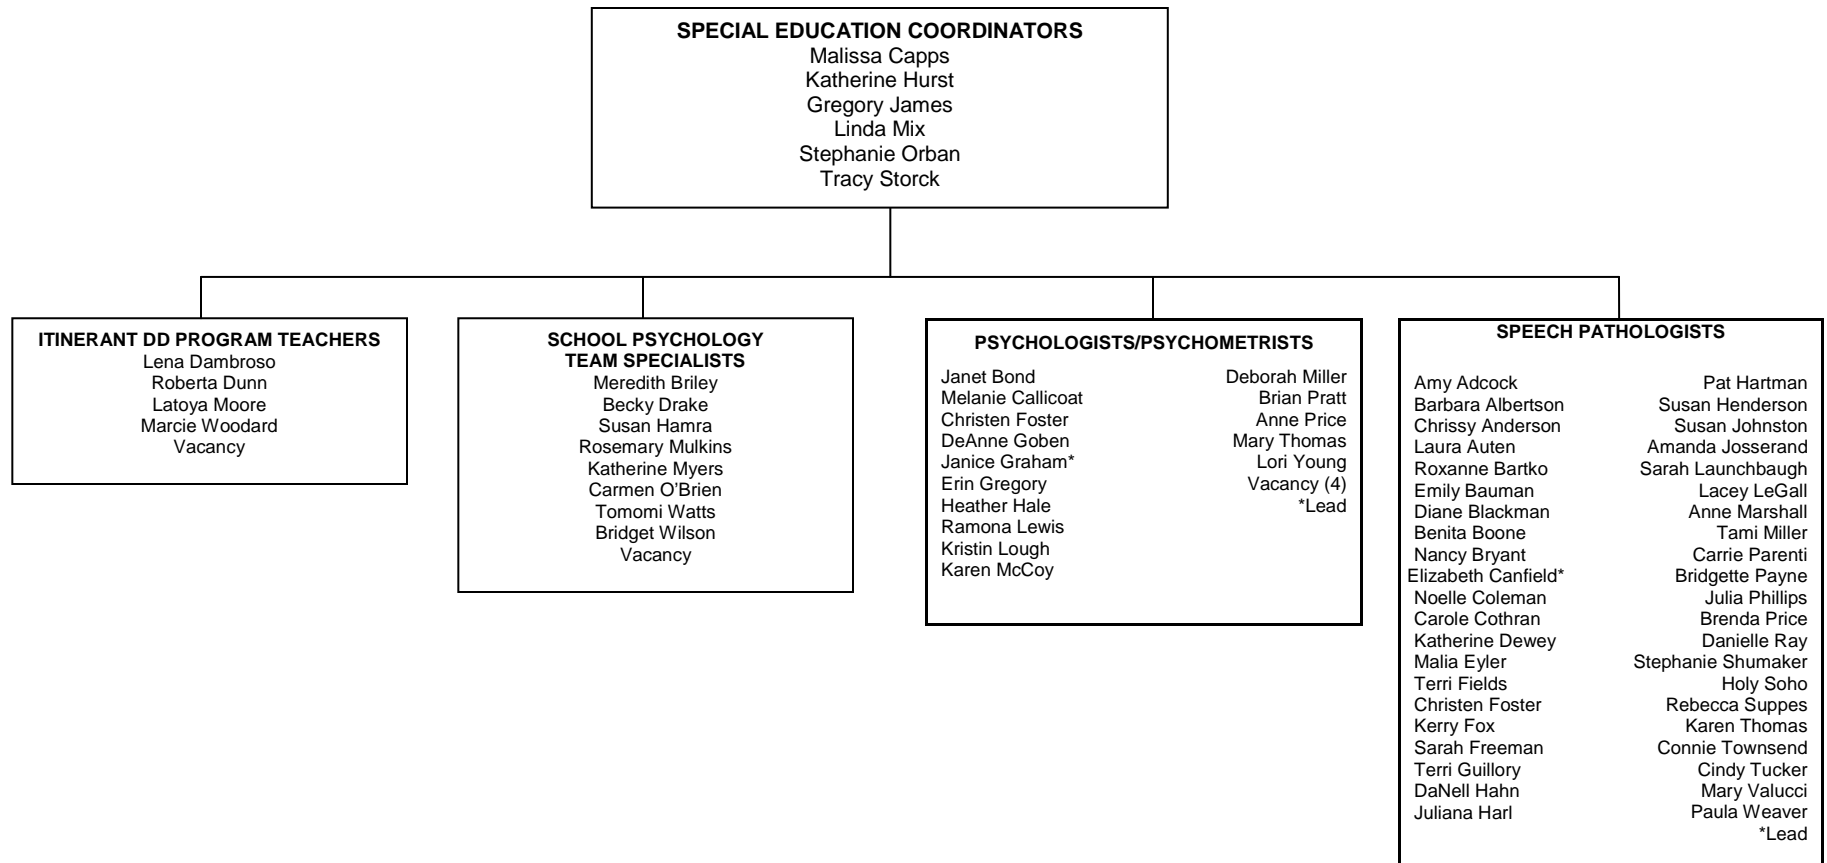 SPECIAL EDUCATION COORDINATORS
Malissa Capps
Katherine Hurst
Gregory James
Linda Mix
Stephanie Orban
Tracy Storck
ITINERANT DD PROGRAM TEACHERS
Lena Dambroso
Roberta Dunn
Latoya Moore
Marcie Woodard
Vacancy
SCHOOL PSYCHOLOGY
TEAM SPECIALISTS
Meredith Briley
Becky Drake
Susan Hamra
Rosemary Mulkins
Katherine Myers
Carmen O’Brien
Tomomi Watts
Bridget Wilson
Vacancy
PSYCHOLOGISTS/PSYCHOMETRISTS
Janet Bond
Melanie Callicoat
Christen Foster
DeAnne Goben
Janice Graham*
Erin Gregory
Heather Hale
Ramona Lewis
Kristin Lough
Karen McCoy
Deborah Miller
Brian Pratt
Anne Price
Mary Thomas
Lori Young
Vacancy (4)
*Lead
SPEECH PATHOLOGISTS
Amy Adcock
Barbara Albertson
Chrissy Anderson
Laura Auten
Roxanne Bartko
Emily Bauman
Diane Blackman
Benita Boone
Nancy Bryant
Elizabeth Canfield*
Noelle Coleman
Carole Cothran
Katherine Dewey
Malia Eyler
Terri Fields
Christen Foster
Kerry Fox
Sarah Freeman
Terri Guillory
DaNell Hahn
Juliana Harl
Pat Hartman
Susan Henderson
Susan Johnston
Amanda Josserand
Sarah Launchbaugh
Lacey LeGall
Anne Marshall
Tami Miller
Carrie Parenti
Bridgette Payne
Julia Phillips
Brenda Price
Danielle Ray
Stephanie Shumaker
Holy Soho
Rebecca Suppes
Karen Thomas
Connie Townsend
Cindy Tucker
Mary Valucci
Paula Weaver
*Lead